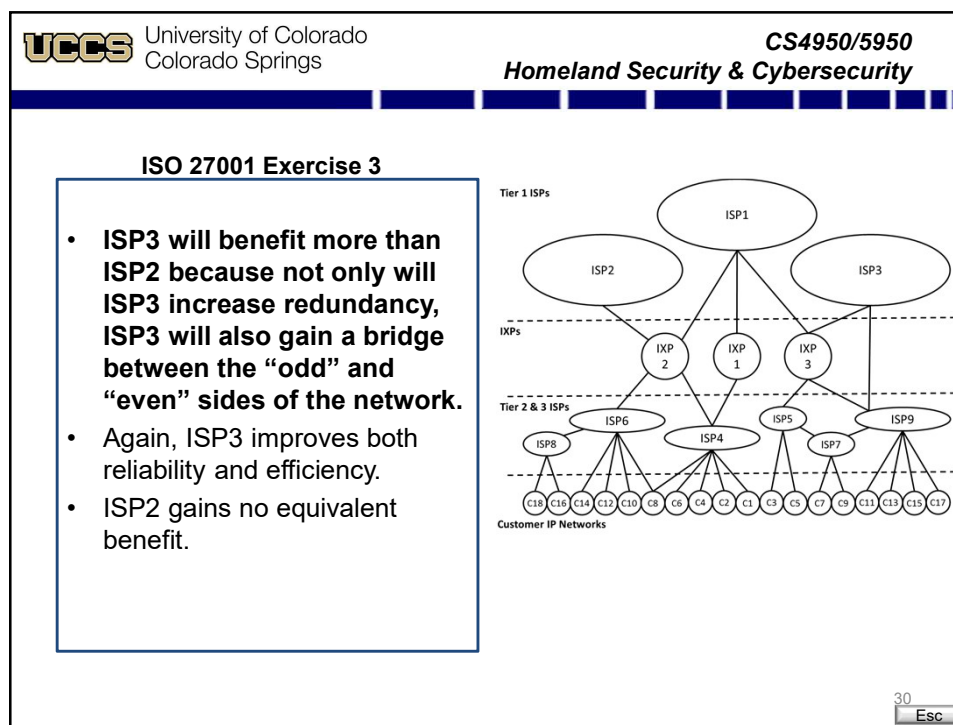 UCCS
University of Colorado
Colorado Springs
CS4950/5950
Homeland Security & Cybersecurity
ISO 27001 Exercise 3
• ISP3 will benefit more than
ISP2 because not only will
ISP3 increase redundancy,
ISP3 will also gain a bridge
between the “odd” and
“even” sides of the network.
• Again, ISP3 improves both
reliability and efficiency.
• ISP2 gains no equivalent
benefit.
Tier 1 ISPs
ISP1
ISP2
ISP3
IXPs
IXP
2
IXP
1
IXP
3
Tier 2 & 3 ISPs
ISP6
ISP4
ISP5
ISP9
ISP8
ISP7
C18 C16 C14 C12 C10 C8 C6 C4 C2 C1 C3 C5 C7 C9 C11 C13 C15 C17
Customer IP Networks
30
Esc